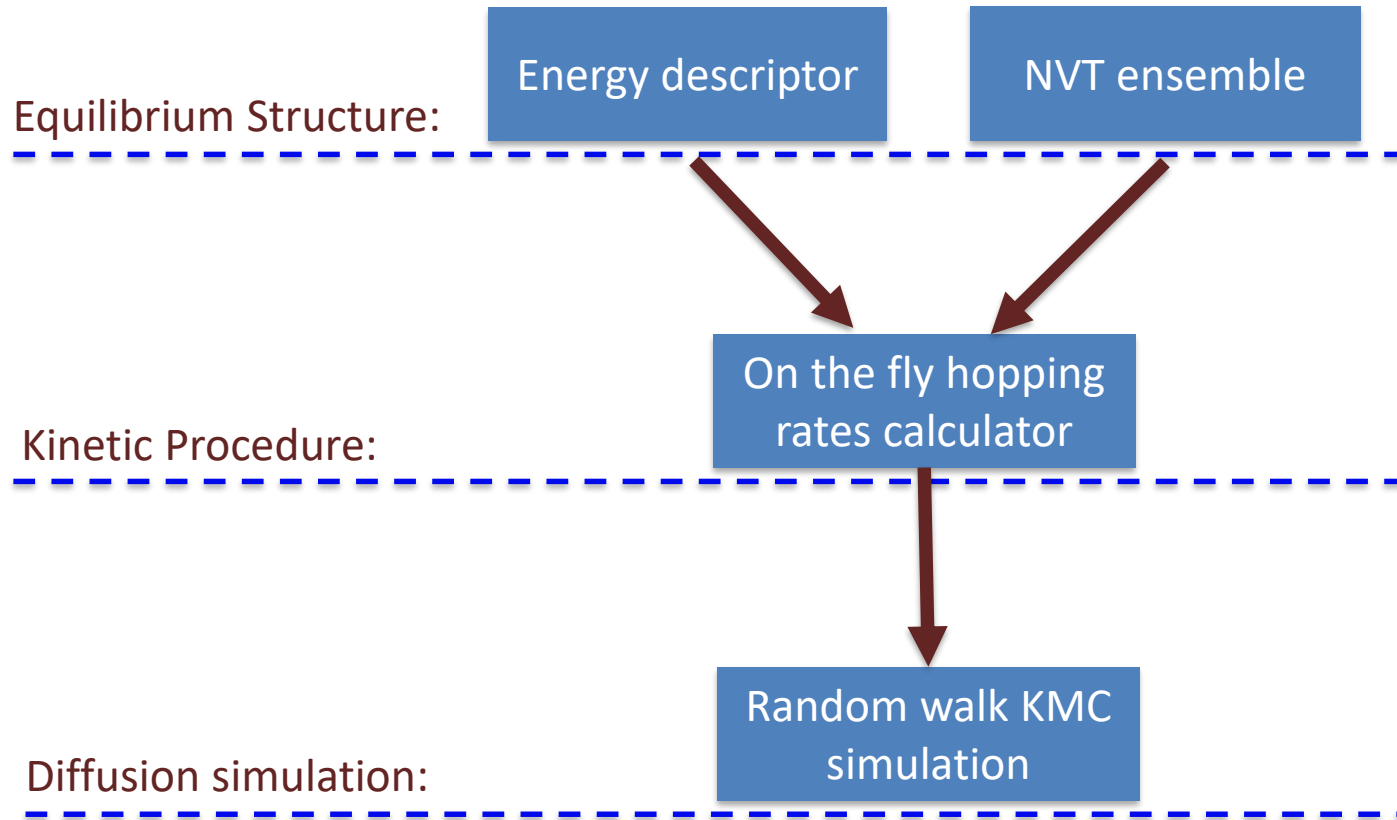 Energy descriptor
NVT ensemble
Equilibrium Structure:
On the fly hopping
rates calculator
Kinetic Procedure:
Random walk KMC
simulation
Diffusion simulation: